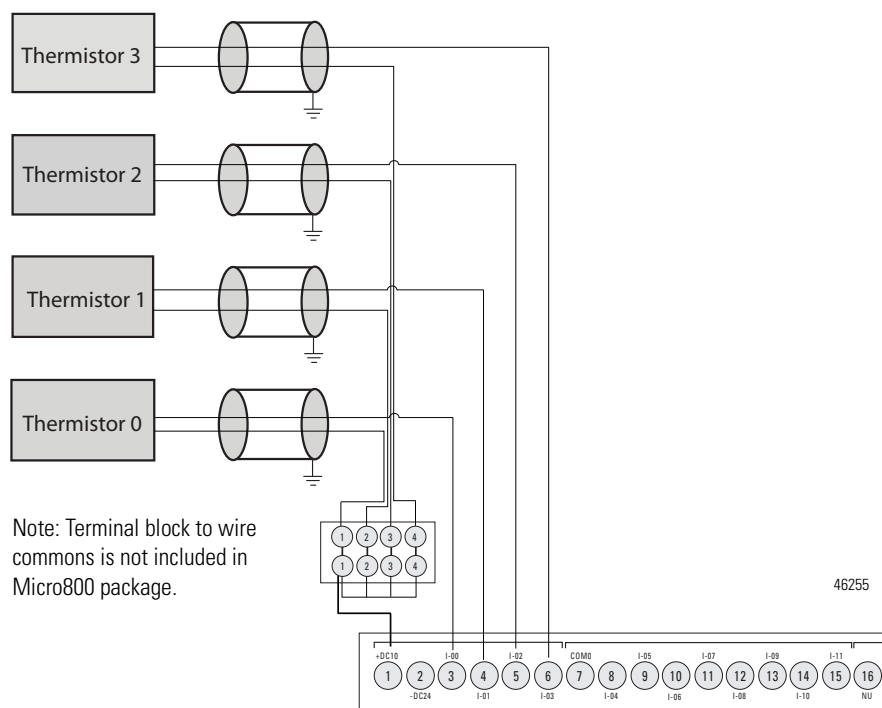 Thermistor 3
Thermistor 2
Thermistor 1
Thermistor 0
Note: Terminal block to wire
commons is not included in
Micro800 package.
1 2 3 4
1 2 3 4
46255
+DC10 I-00 I-02 COM0 I-05 I-07 I-09 I-11
1 2 3 4 5 6 7 8 9 10 11 12 13 14 15 16
-DC24 I-01 I-03 I-04 I-06 I-08 I-10 NU